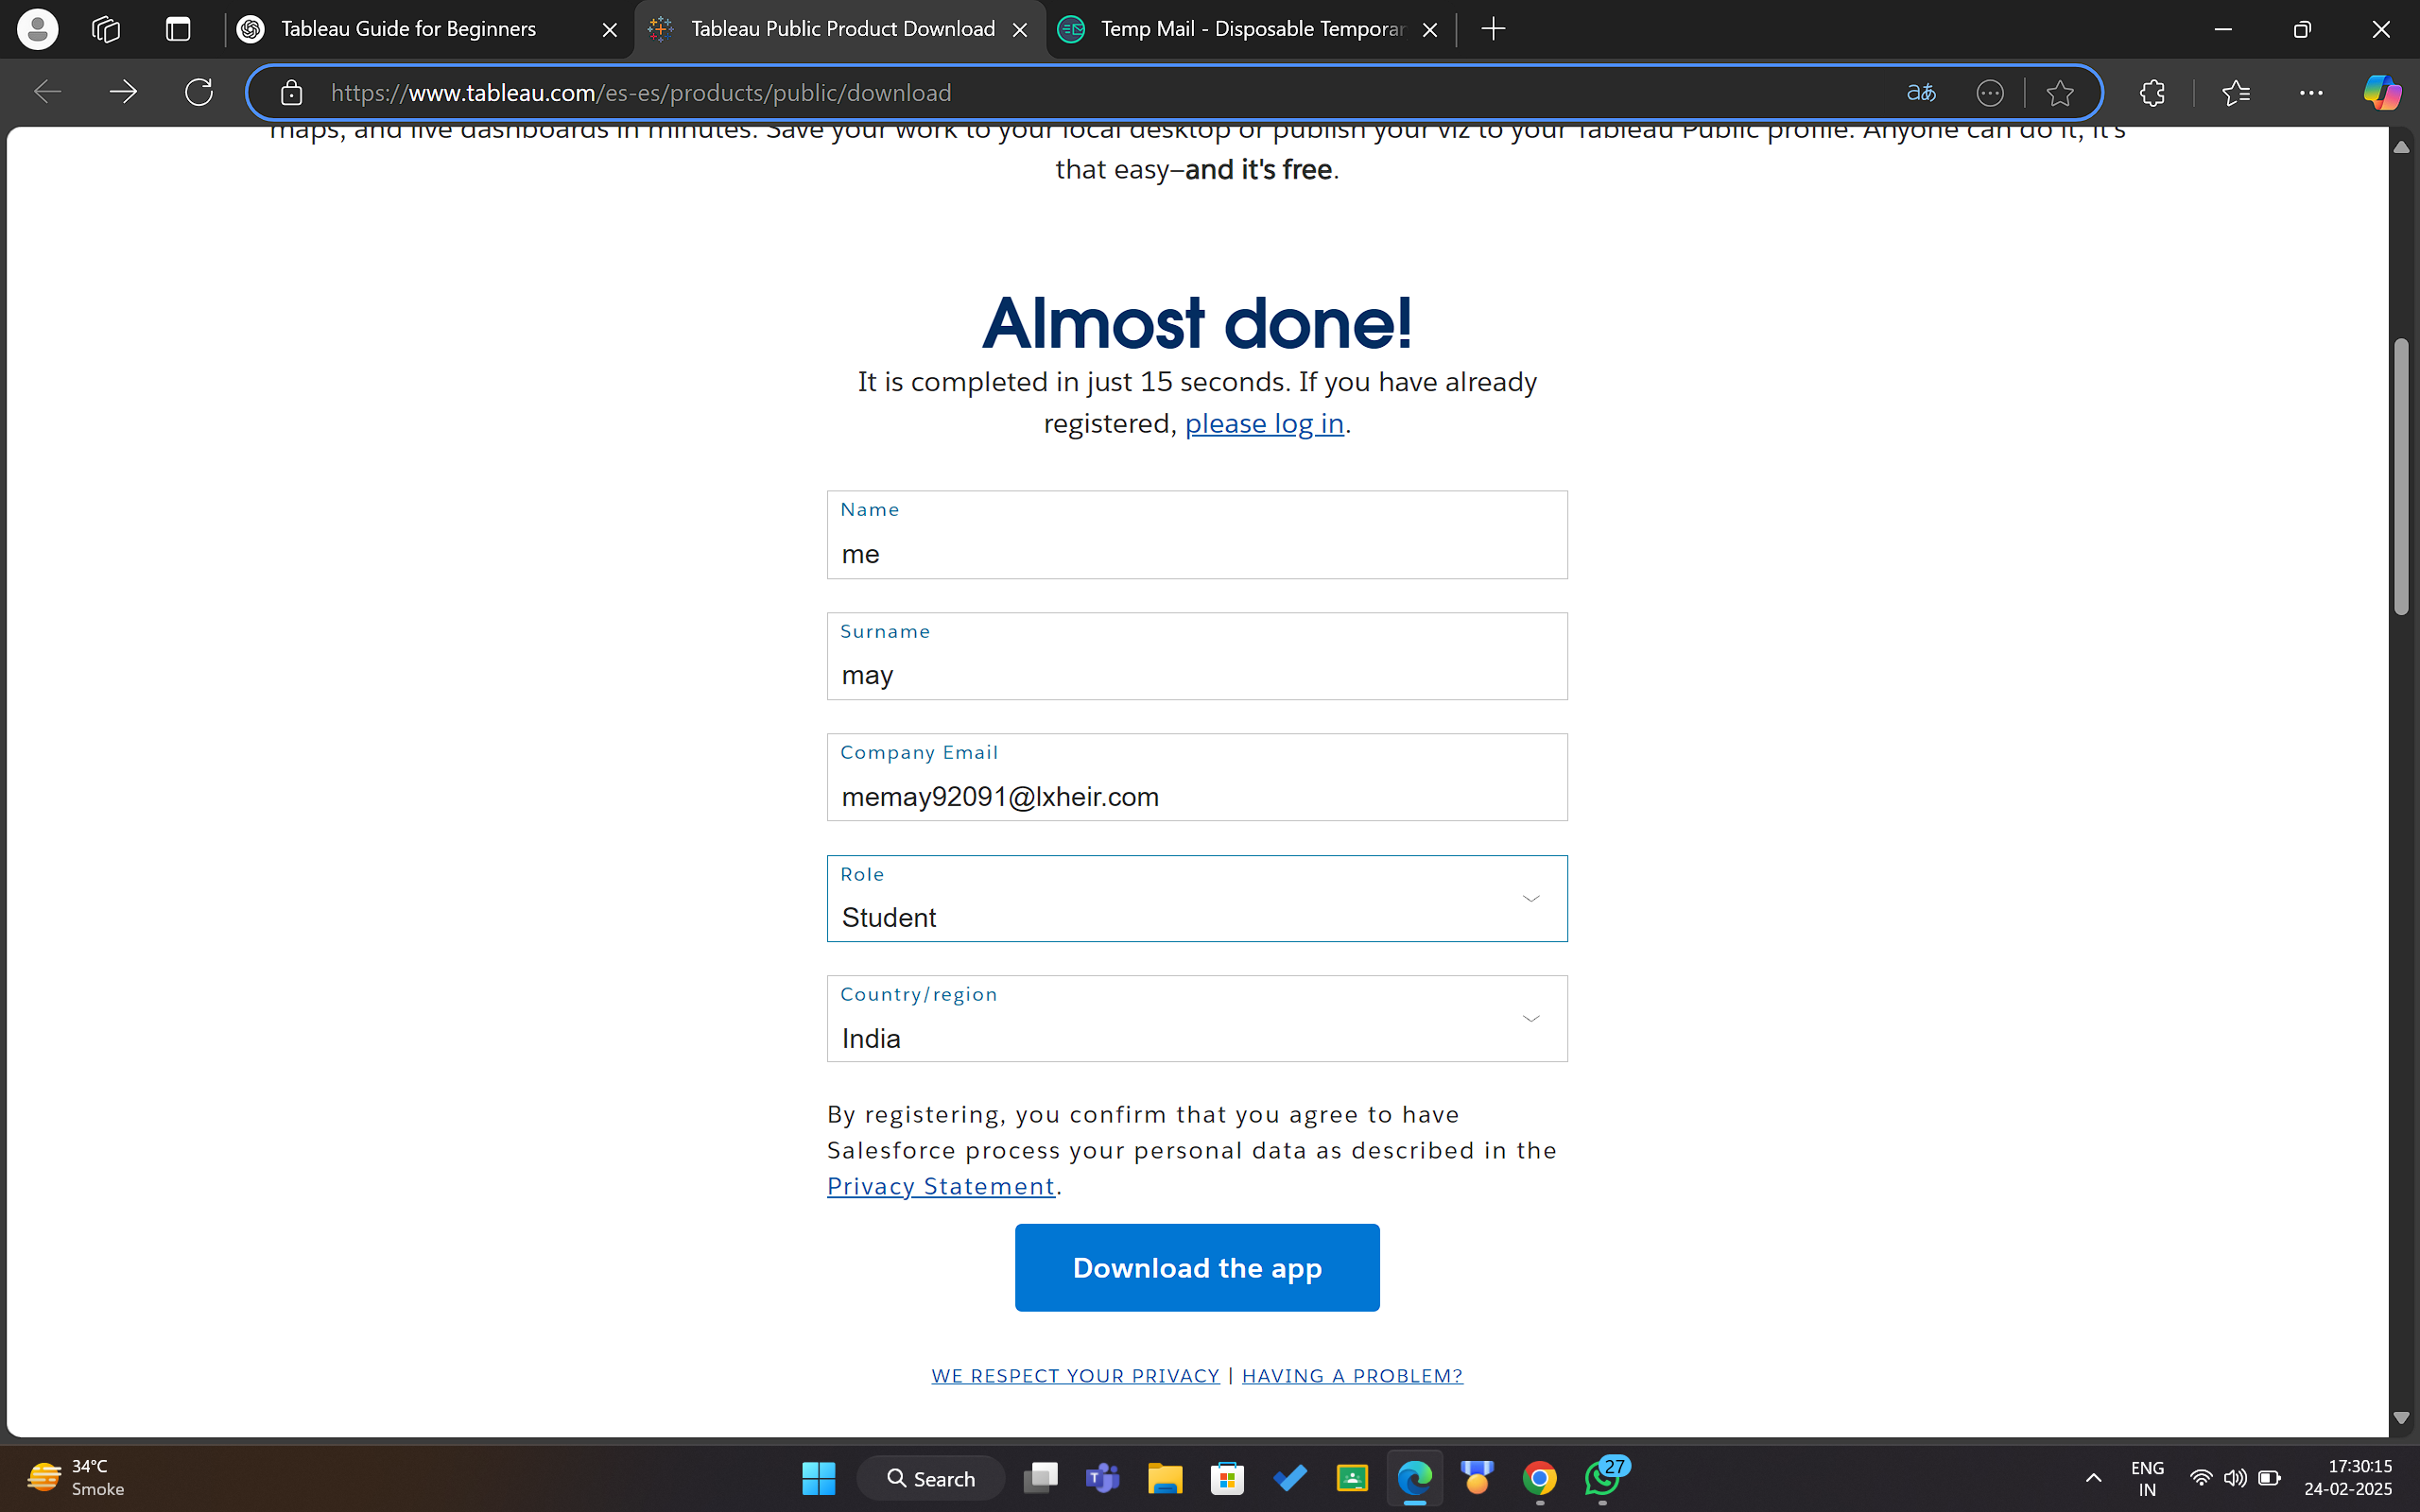 Tableau Guide for Beginners
Tableau Public Product Download
Temp Mail - Disposable Temporar
https://www.tableau.com/es-es/products/public/download
aあ
maps, and live dashboards in minutes. Save your work to your local desktop or publish your viz to your Tableau Public profile. Anyone can do it, it's
that easy–and it's free.
Almost done!
It is completed in just 15 seconds. If you have already
registered, please log in.
Name
me
Surname
may
Company Email
memay92091@lxheir.com
Role
Student
Country/region
India
By registering, you confirm that you agree to have
Salesforce process your personal data as described in the
Privacy Statement.
Download the app
WE RESPECT YOUR PRIVACY | HAVING A PROBLEM?
34°C
Smoke
Search
27
ENG
IN
17:30:15
24-02-2025